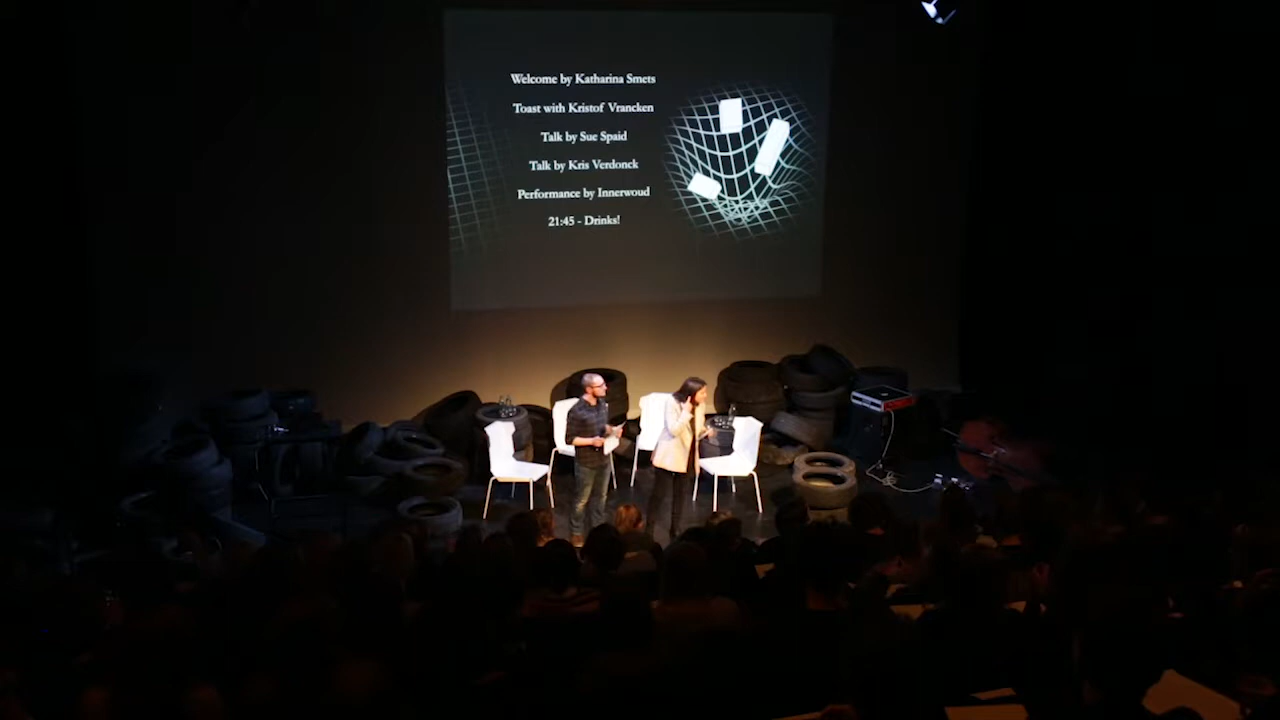 Welcome by Katharina Smets
Toast with Kristof Vrancken
Talk by Sue Spaid
Talk by Kris Verdonck
Performance by Innerwoud
21:45 - Drinks!